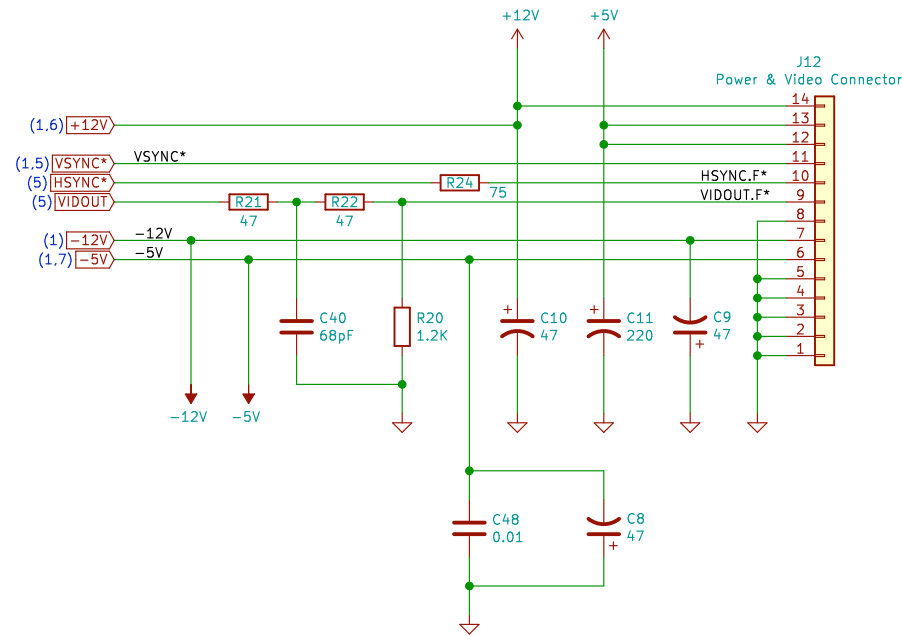 +12V
+5V
J12
Power & Video Connector
14
(1,6) +12V
13
12
(1,5) VSYNC*
VSYNC*
11
(5) HSYNC*
R24
75
HSYNC.F*
10
(5) VIDOUT
R21
47
R22
47
VIDOUT.F*
9
8
(1) −12V
−12V
7
(1,7) −5V
−5V
6
5
4
3
2
1
C40
68pF
R20
1.2K
+
C10
47
+
C11
220
C9
47
+
−12V
−5V
C48
0.01
C8
47
+